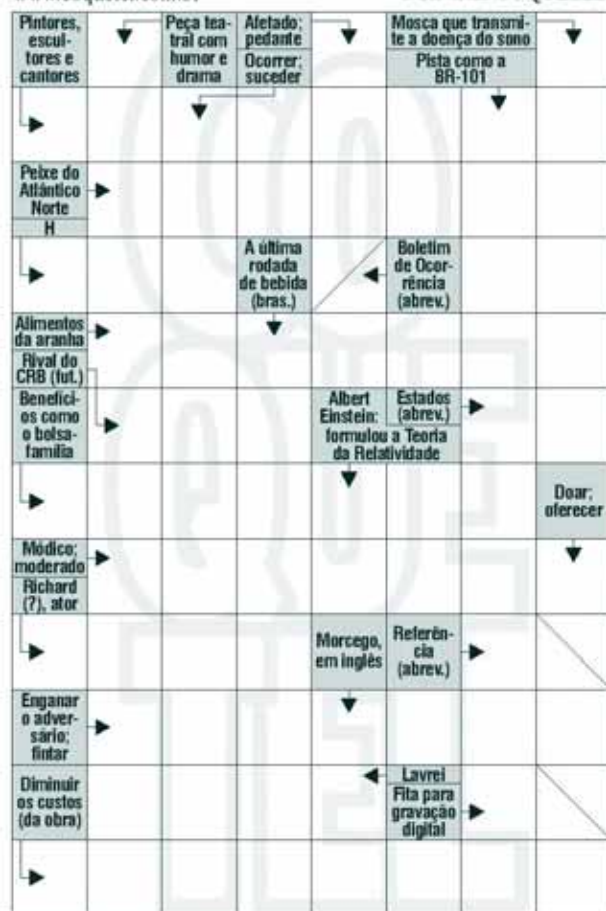 Pintores,
escul-
tores e
cantores
Peça tea-
tral com
humor e
drama
Afetado;
pedante
Ocorrer;
suceder
Mosca que transmi-
te a doença do sono
Pista como a
BR-101
Peixe do
Atlântico
Norte
H
A última
rodada
de bebida
(bras.)
Boletim
de Ocor-
rência
(abrev.)
Alimentos
da aranha
Rival do
CRB (fut.)
Benefíci-
os como
o bolsa-
família
Albert
Einstein:
formulou a Teoria
da Relatividade
Estados
(abrev.)
Doar;
oferecer
Módico;
moderado
Richard
(?), ator
Morcego,
em inglês
Referên-
cia
(abrev.)
Enganar
o adver-
sário;
fintar
Diminuir
os custos
(da obra)
Lavrei
Fita para
gravação
digital